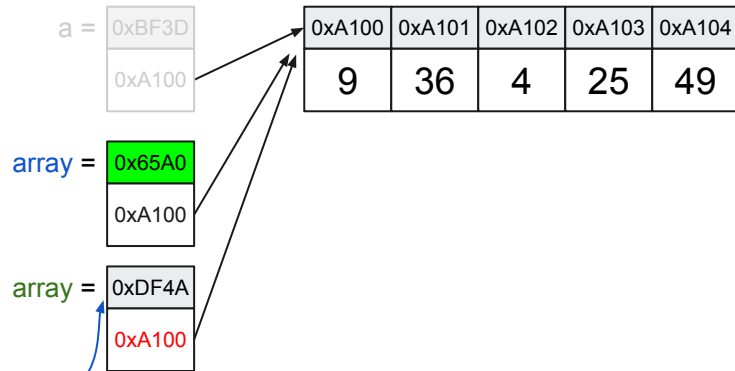 a = 0xBF3D
0xA100
0xA100 0xA101 0xA102 0xA103 0xA104
9 36 4 25 49
array = 0x65A0
0xA100
array = 0xDF4A
0xA100